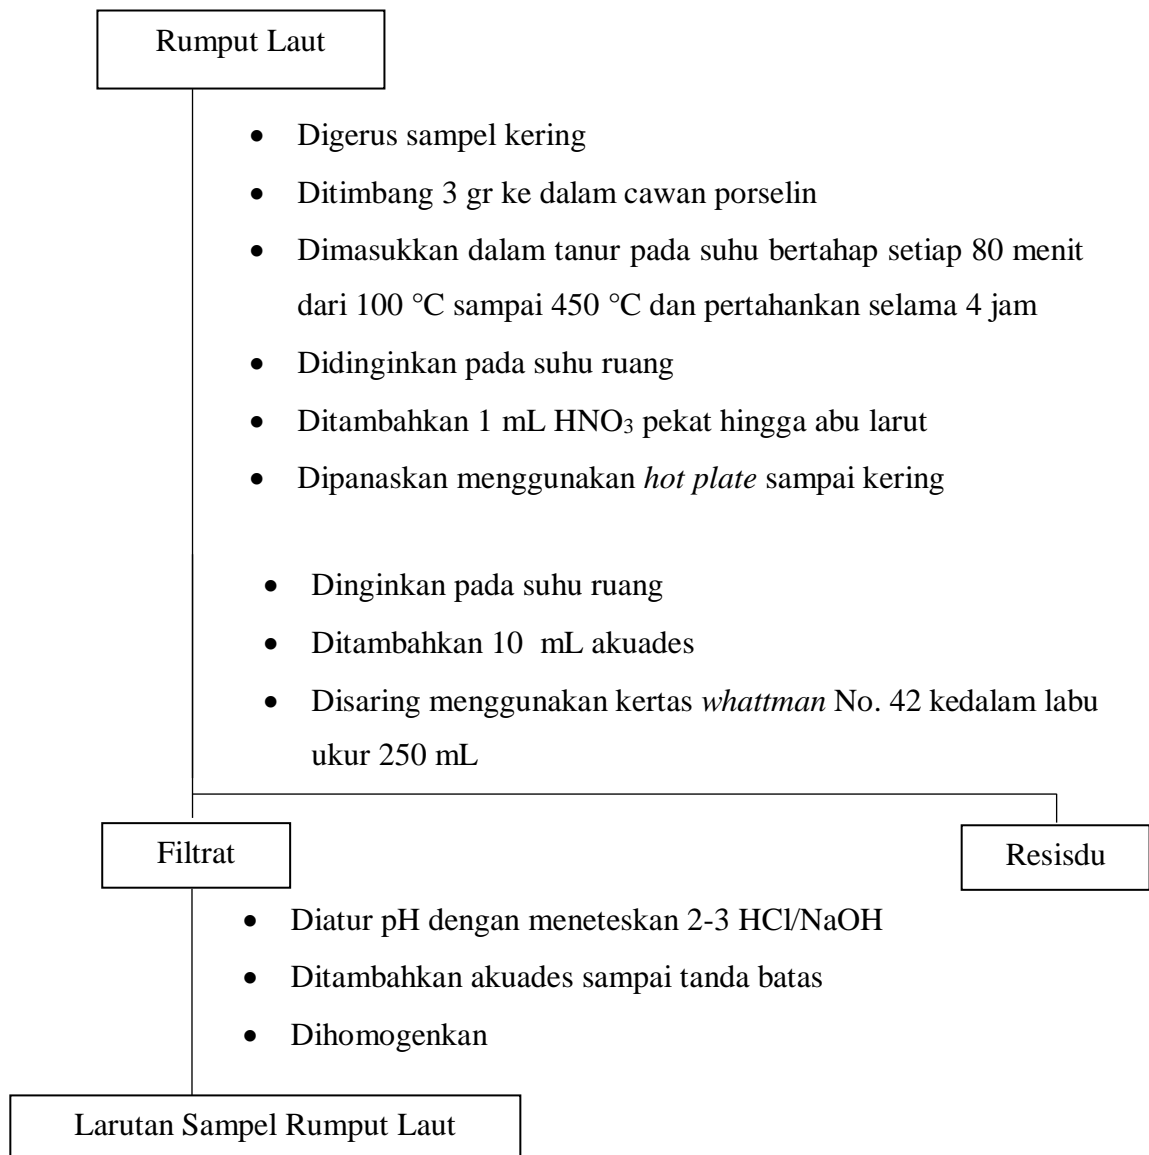 Rumput Laut
• Digerus sampel kering
• Ditimbang 3 gr ke dalam cawan porselin
• Dimasukkan dalam tanur pada suhu bertahap setiap 80 menit
dari 100 °C sampai 450 °C dan pertahankan selama 4 jam
• Didinginkan pada suhu ruang
• Ditambahkan 1 mL HNO₃ pekat hingga abu larut
• Dipanaskan menggunakan hot plate sampai kering
• Dinginkan pada suhu ruang
• Ditambahkan 10  mL akuades
• Disaring menggunakan kertas whattman No. 42 kedalam labu
ukur 250 mL
Filtrat
Resisdu
• Diatur pH dengan meneteskan 2-3 HCl/NaOH
• Ditambahkan akuades sampai tanda batas
• Dihomogenkan
Larutan Sampel Rumput Laut